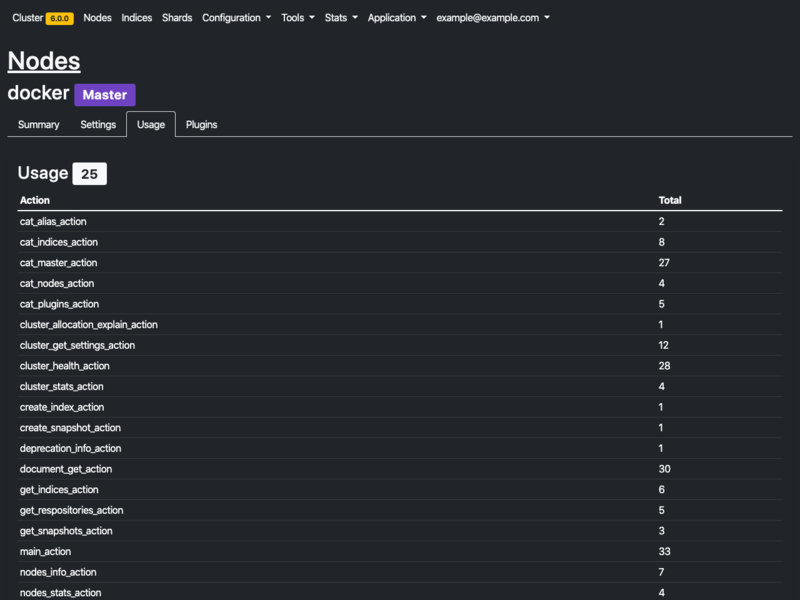 Cluster 6.0.0 Nodes Indices Shards Configuration Tools Stats Application example@example.com
Nodes
docker Master
Summary Settings Usage Plugins
Usage 25
Action Total
cat_alias_action 2
cat_indices_action 8
cat_master_action 27
cat_nodes_action 4
cat_plugins_action 5
cluster_allocation_explain_action 1
cluster_get_settings_action 12
cluster_health_action 28
cluster_stats_action 4
create_index_action 1
create_snapshot_action 1
deprecation_info_action 1
document_get_action 30
get_indices_action 6
get_respositories_action 5
get_snapshots_action 3
main_action 33
nodes_info_action 7
nodes_stats_action 4